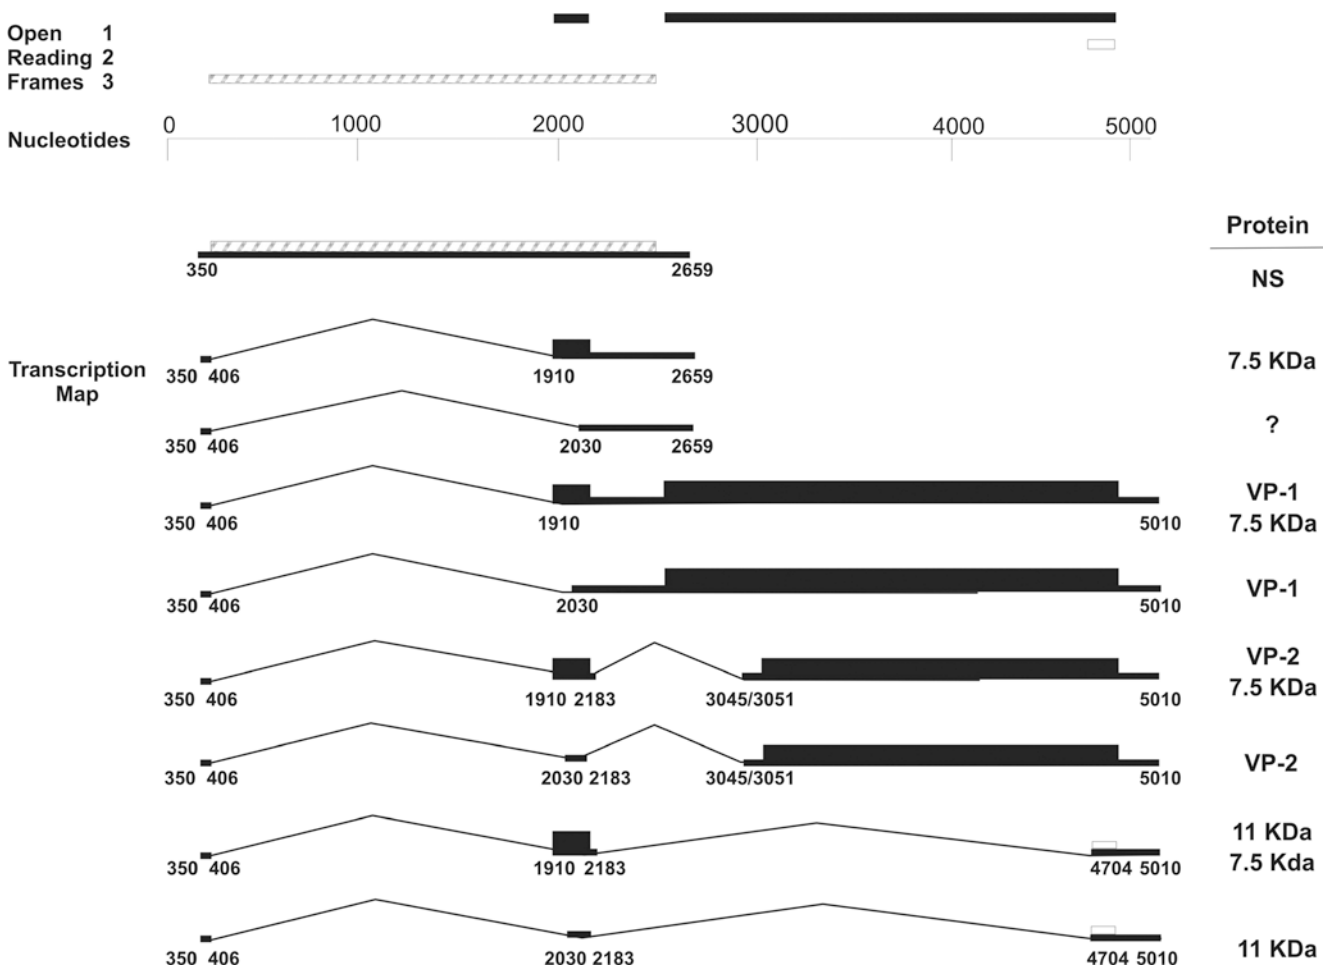 Open 1
Reading 2
Frames 3
Nucleotides 0 1000 2000 3000 4000 5000
Protein
350 2659 NS
Transcription
Map
350 406 1910 2659 7.5 KDa
350 406 2030 2659 ?
VP-1
350 406 1910 5010 7.5 KDa
350 406 2030 5010 VP-1
VP-2
350 406 1910 2183 3045/3051 5010 7.5 KDa
350 406 2030 2183 3045/3051 5010 VP-2
11 KDa
350 406 1910 2183 4704 5010 7.5 Kda
350 406 2030 2183 4704 5010 11 KDa